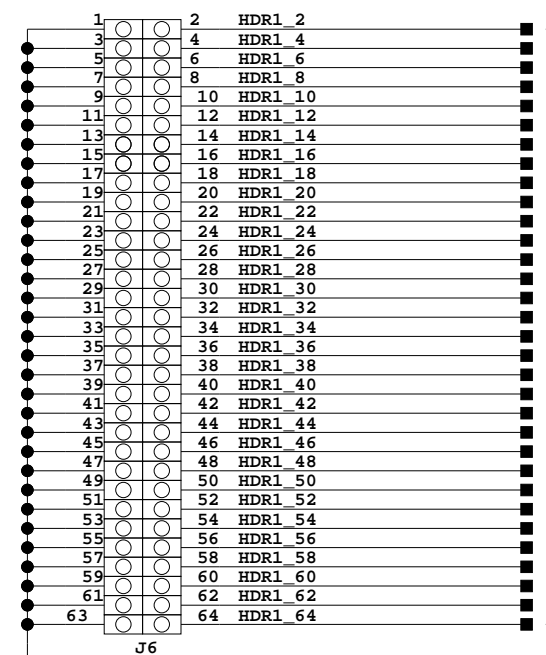 1 2 HDR1_2
3 4 HDR1_4
5 6 HDR1_6
7 8 HDR1_8
9 10 HDR1_10
11 12 HDR1_12
13 14 HDR1_14
15 16 HDR1_16
17 18 HDR1_18
19 20 HDR1_20
21 22 HDR1_22
23 24 HDR1_24
25 26 HDR1_26
27 28 HDR1_28
29 30 HDR1_30
31 32 HDR1_32
33 34 HDR1_34
35 36 HDR1_36
37 38 HDR1_38
39 40 HDR1_40
41 42 HDR1_42
43 44 HDR1_44
45 46 HDR1_46
47 48 HDR1_48
49 50 HDR1_50
51 52 HDR1_52
53 54 HDR1_54
55 56 HDR1_56
57 58 HDR1_58
59 60 HDR1_60
61 62 HDR1_62
63 64 HDR1_64
J6